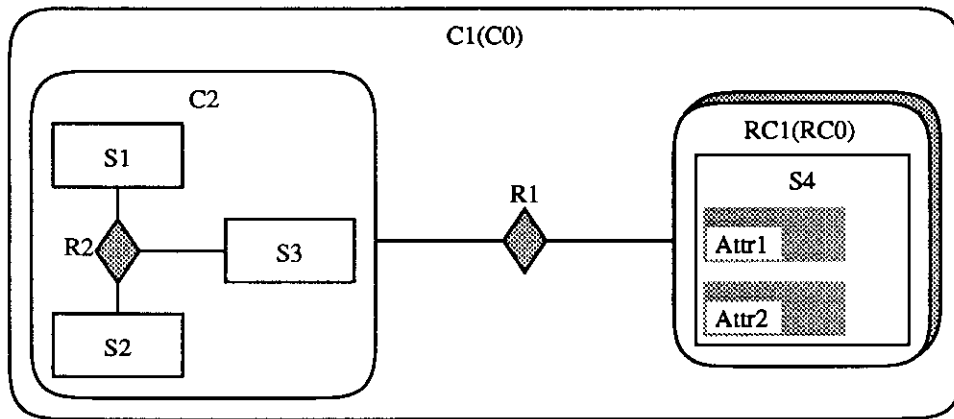 C1(C0)
C2
S1
R2
S3
S2
R1
RC1(RC0)
S4
Attr1
Attr2